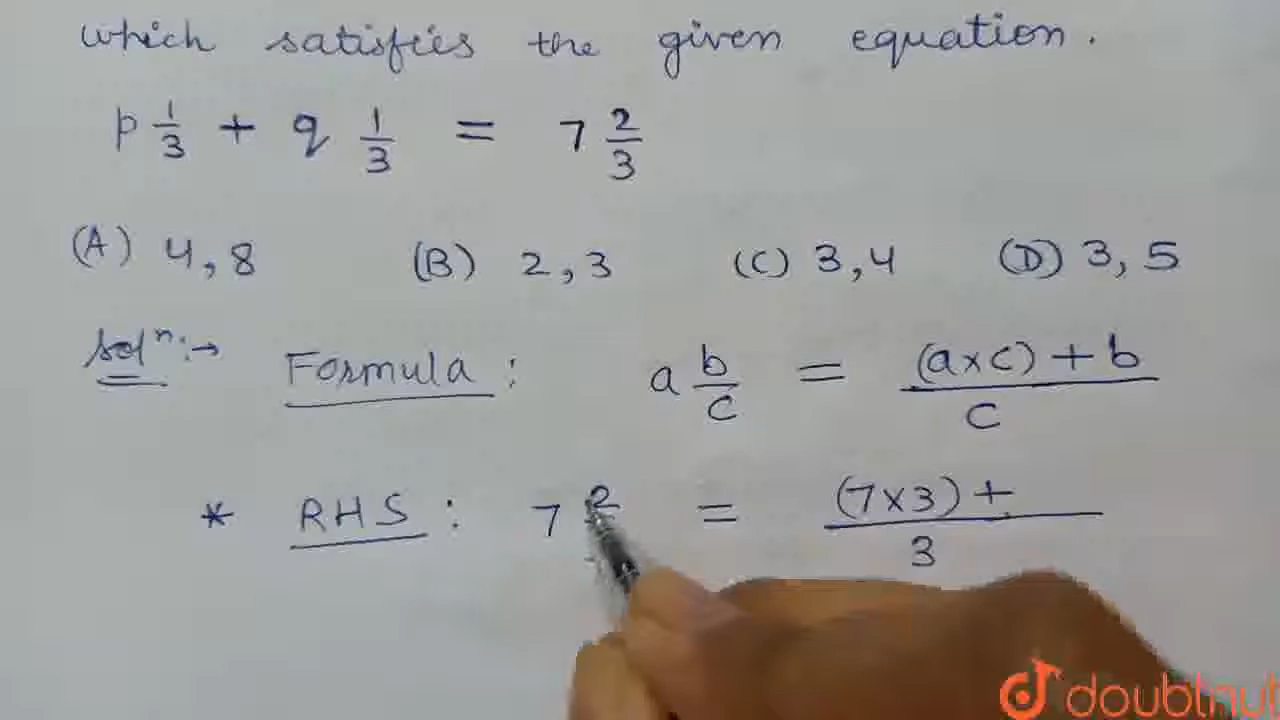 which satisfies the given equation.
p 1/3 + q 1/3 = 7 2/3
(A) 4,8 (B) 2,3 (C) 3,4 (D) 3,5
Solⁿ:→ Formula: a b/c = (a×c)+b/c
* RHS: 7 2 = (7×3)+/3
doubtnut